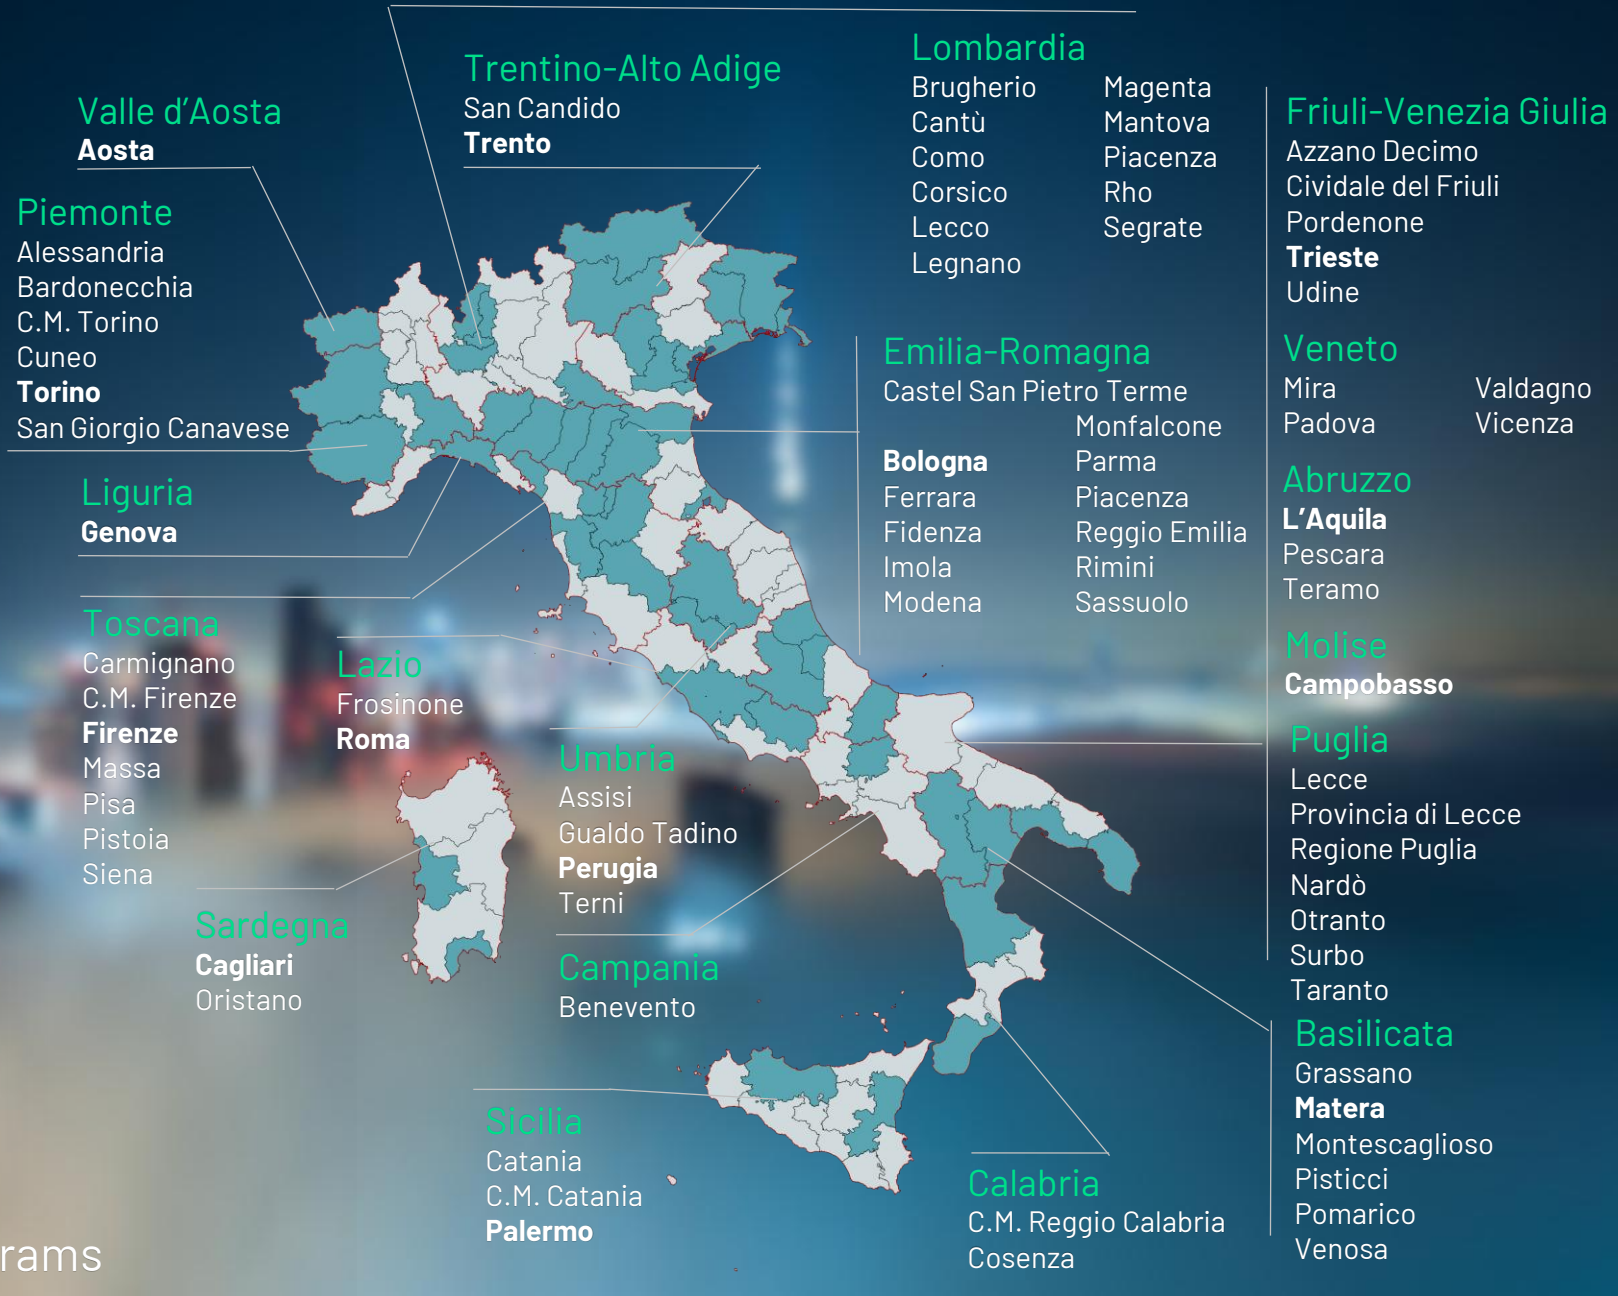 Valle d'Aosta
Aosta
Piemonte
Alessandria
Bardonecchia
C.M. Torino
Cuneo
Torino
San Giorgio Canavese
Liguria
Genova
Toscana
Carmignano
C.M. Firenze
Firenze
Massa
Pisa
Pistoia
Siena
Trentino-Alto Adige
San Candido
Trento
Lazio
Frosinone
Roma
Sardegna
Cagliari
Oristano
Umbria
Assisi
Gualdo Tadino
Perugia
Terni
Campania
Benevento
Sicilia
Catania
C.M. Catania
Palermo
Lombardia
Brugherio
Cantù
Como
Corsico
Lecco
Legnano
Magenta
Mantova
Piacenza
Rho
Segrate
Emilia-Romagna
Castel San Pietro Terme
Bologna
Ferrara
Fidenza
Imola
Modena
Monfalcone
Parma
Piacenza
Reggio Emilia
Rimini
Sassuolo
Calabria
C.M. Reggio Calabria
Cosenza
Friuli-Venezia Giulia
Azzano Decimo
Cividale del Friuli
Pordenone
Trieste
Udine
Veneto
Mira
Padova
Valdagno
Vicenza
Abruzzo
L'Aquila
Pescara
Teramo
Molise
Campobasso
Puglia
Lecce
Provincia di Lecce
Regione Puglia
Nardò
Otranto
Surbo
Taranto
Basilicata
Grassano
Matera
Montescaglioso
Pisticci
Pomarico
Venosa
rams